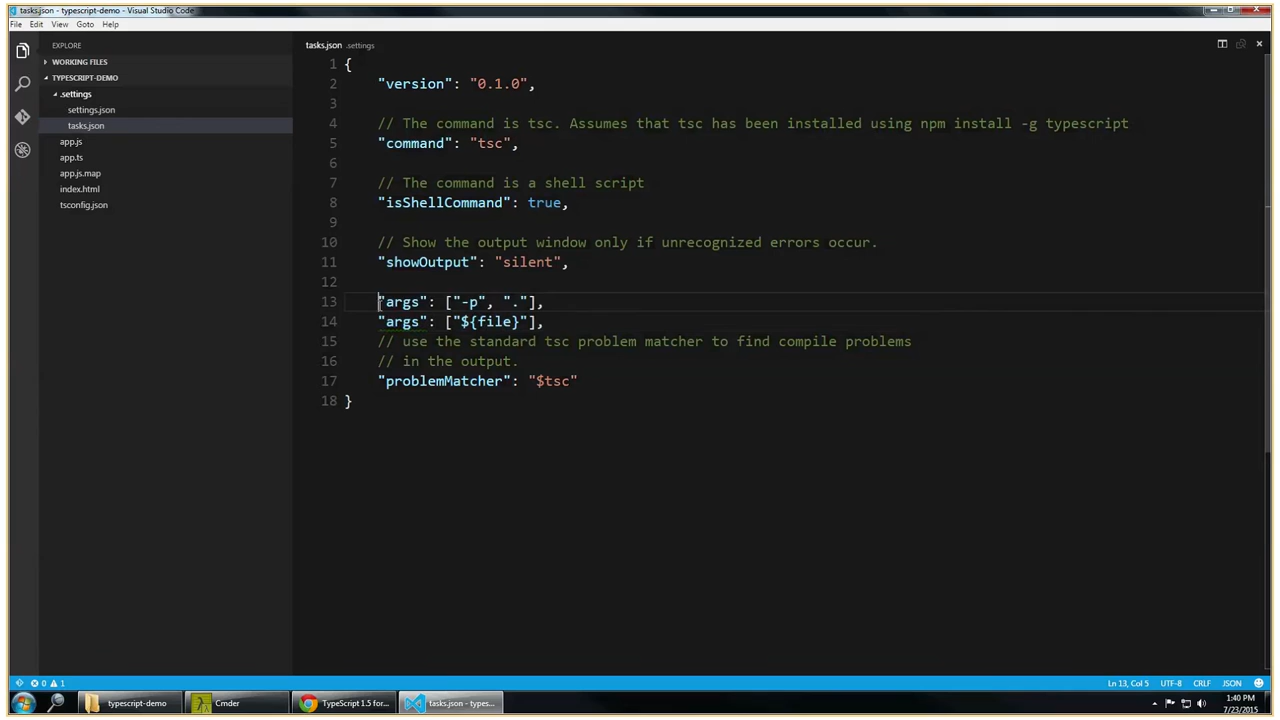 tasks.json - typescript-demo - Visual Studio Code
File Edit View Goto Help
EXPLORE
WORKING FILES
TYPESCRIPT-DEMO
.settings
settings.json
tasks.json
app.js
app.ts
app.js.map
index.html
tsconfig.json
tasks.json .settings
1 {
2 "version": "0.1.0",
3
4 // The command is tsc. Assumes that tsc has been installed using npm install -g typescript
5 "command": "tsc",
6
7 // The command is a shell script
8 "isShellCommand": true,
9
10 // Show the output window only if unrecognized errors occur.
11 "showOutput": "silent",
12
13 "args": ["-p", "."],
14 "args": ["${file}"],
15 // use the standard tsc problem matcher to find compile problems
16 // in the output.
17 "problemMatcher": "$tsc"
18 }
0 1
Ln 13, Col 5 UTF-8 CRLF JSON
typescript-demo Cmder TypeScript 1.5 for... tasks.json - types...
1:40 PM
7/23/2015